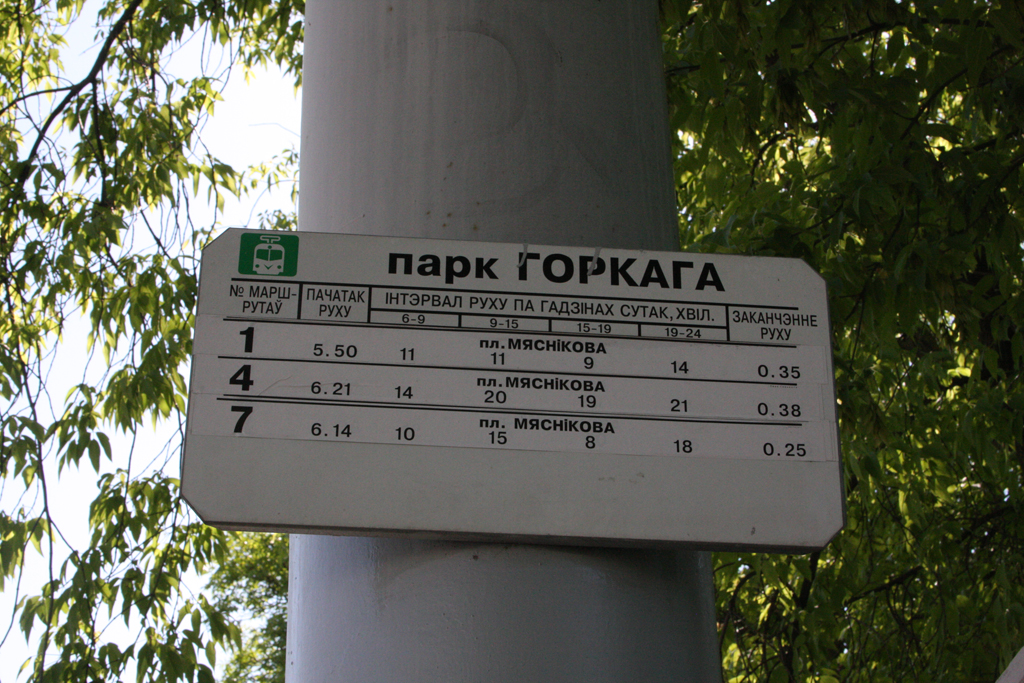 парк ГОРКАГА
№ МАРШ-РУТАЎ ПАЧАТАК РУХУ ІНТЭРВАЛ РУХУ ПА ГАДЗІНАХ СУТАК, ХВІЛ. ЗАКАНЧЭННЕ РУХУ
6-9 9-15 15-19 19-24
1 пл. МЯСНіКОВА
5.50 11 11 9 14 0.35
4 пл. МЯСНіКОВА
6.21 14 20 19 21 0.38
7 пл. МЯСНіКОВА
6.14 10 15 8 18 0.25